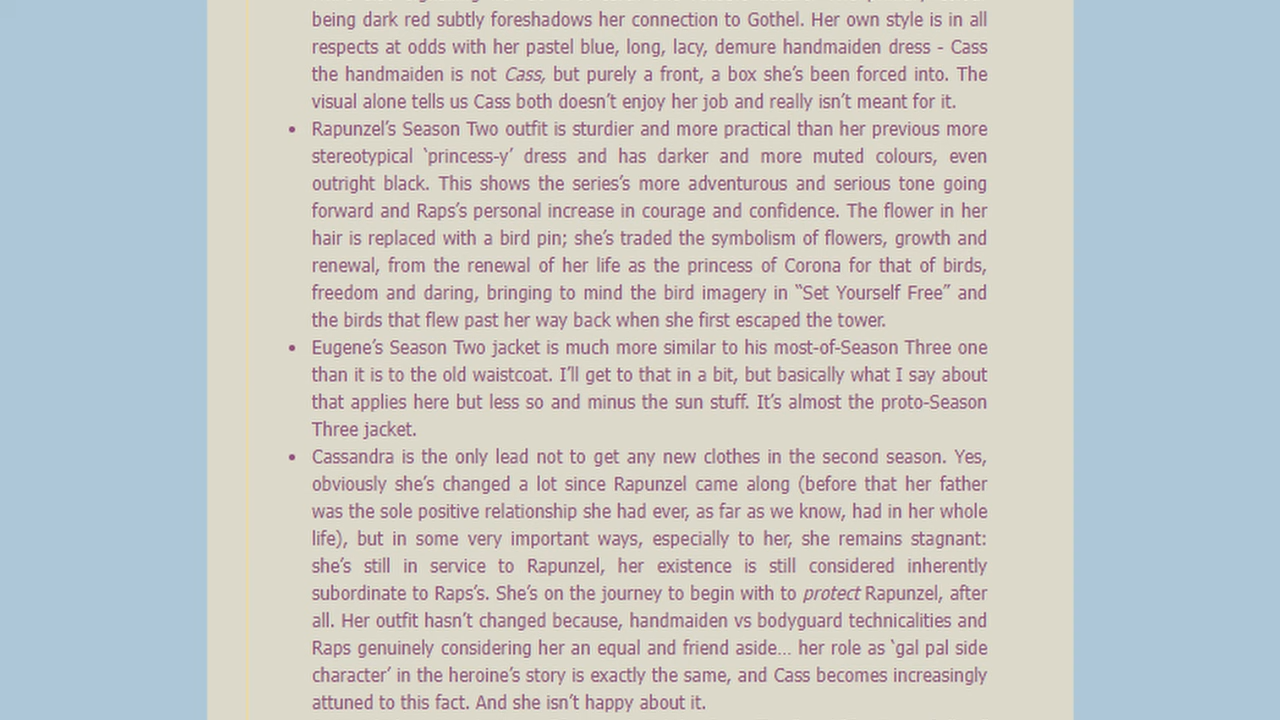 being dark red subtly foreshadows her connection to Gothel. Her own style is in all
respects at odds with her pastel blue, long, lacy, demure handmaiden dress - Cass
the handmaiden is not Cass, but purely a front, a box she’s been forced into. The
visual alone tells us Cass both doesn’t enjoy her job and really isn’t meant for it.
• Rapunzel’s Season Two outfit is sturdier and more practical than her previous more
stereotypical ‘princess-y’ dress and has darker and more muted colours, even
outright black. This shows the series’s more adventurous and serious tone going
forward and Raps’s personal increase in courage and confidence. The flower in her
hair is replaced with a bird pin; she’s traded the symbolism of flowers, growth and
renewal, from the renewal of her life as the princess of Corona for that of birds,
freedom and daring, bringing to mind the bird imagery in “Set Yourself Free” and
the birds that flew past her way back when she first escaped the tower.
• Eugene’s Season Two jacket is much more similar to his most-of-Season Three one
than it is to the old waistcoat. I’ll get to that in a bit, but basically what I say about
that applies here but less so and minus the sun stuff. It’s almost the proto-Season
Three jacket.
• Cassandra is the only lead not to get any new clothes in the second season. Yes,
obviously she’s changed a lot since Rapunzel came along (before that her father
was the sole positive relationship she had ever, as far as we know, had in her whole
life), but in some very important ways, especially to her, she remains stagnant:
she’s still in service to Rapunzel, her existence is still considered inherently
subordinate to Raps’s. She’s on the journey to begin with to protect Rapunzel, after
all. Her outfit hasn’t changed because, handmaiden vs bodyguard technicalities and
Raps genuinely considering her an equal and friend aside… her role as ‘gal pal side
character’ in the heroine’s story is exactly the same, and Cass becomes increasingly
attuned to this fact. And she isn’t happy about it.